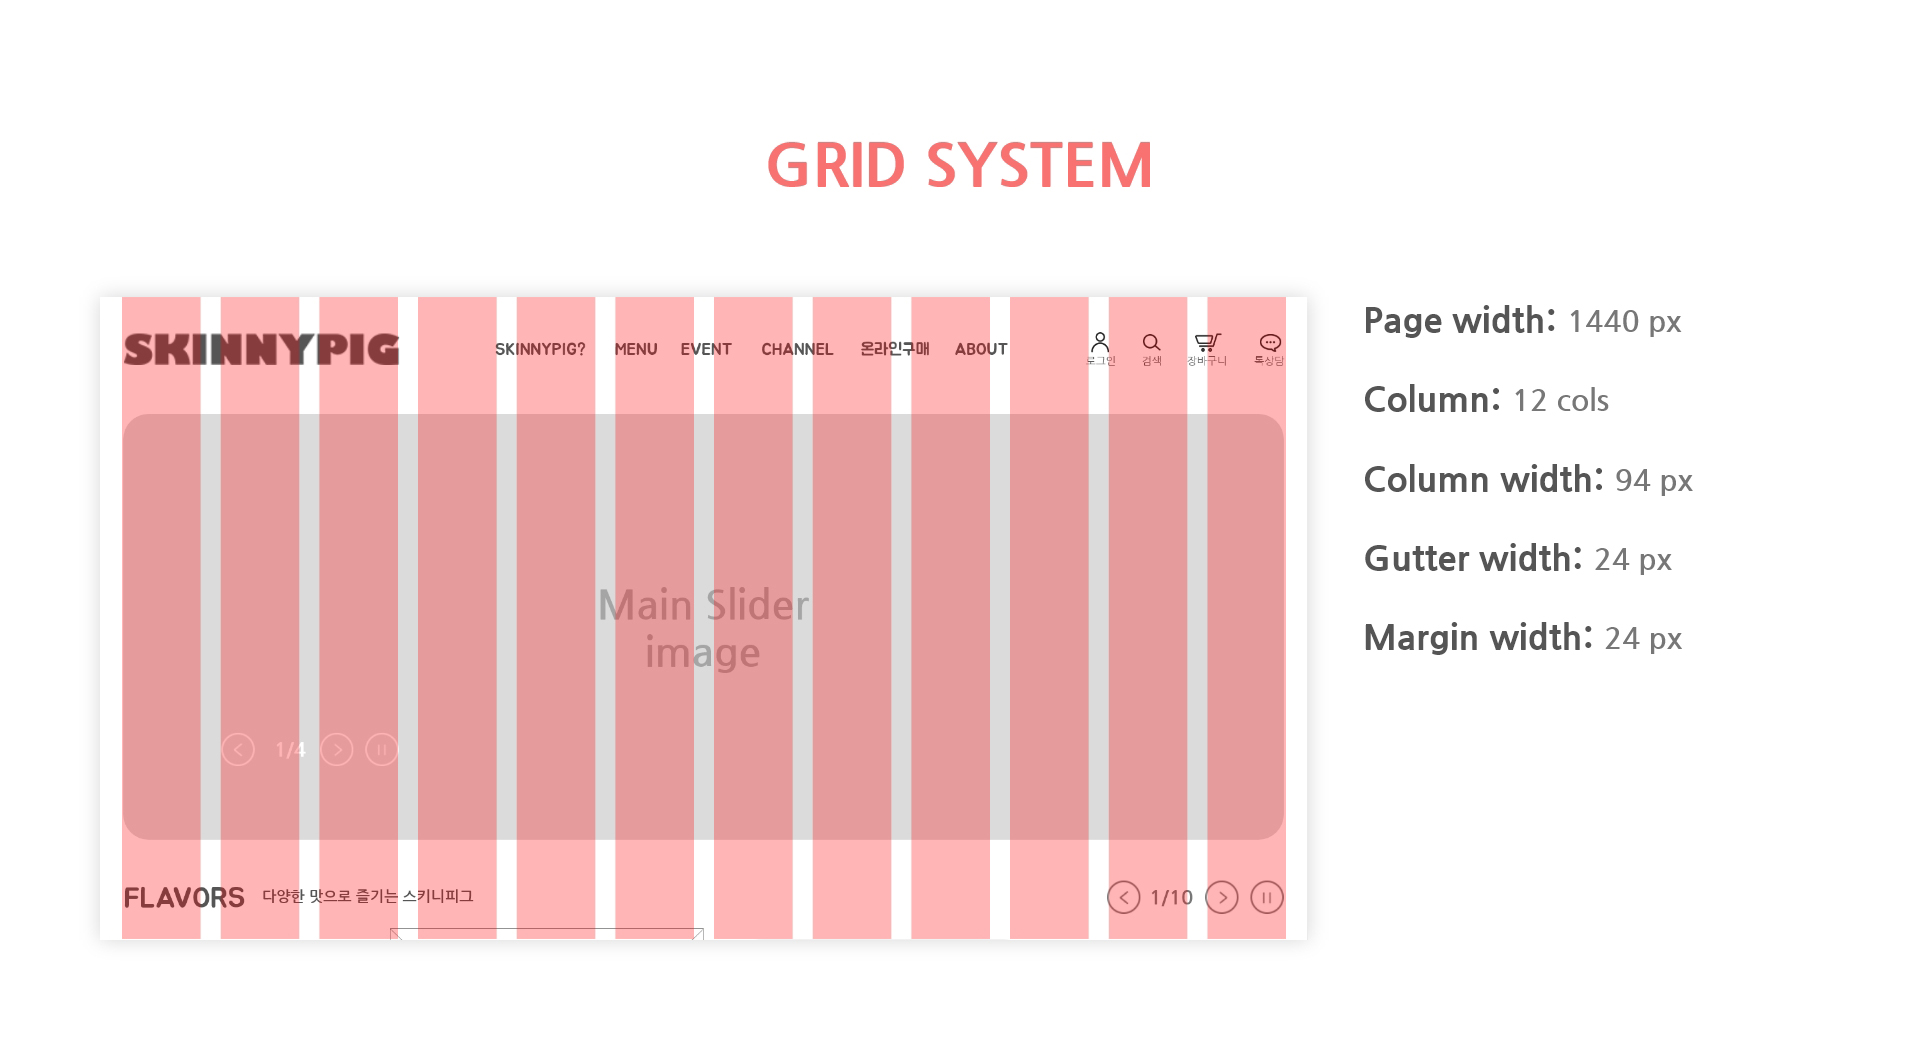 GRID SYSTEM
SKINNYPIG
SKINNYPIG? MENU EVENT CHANNEL 온라인구매 ABOUT
로그인 검색 장바구니 톡상담
Main Slider
image
1/4
FLAVORS 다양한 맛으로 즐기는 스키니피그
1/10
Page width: 1440 px
Column: 12 cols
Column width: 94 px
Gutter width: 24 px
Margin width: 24 px